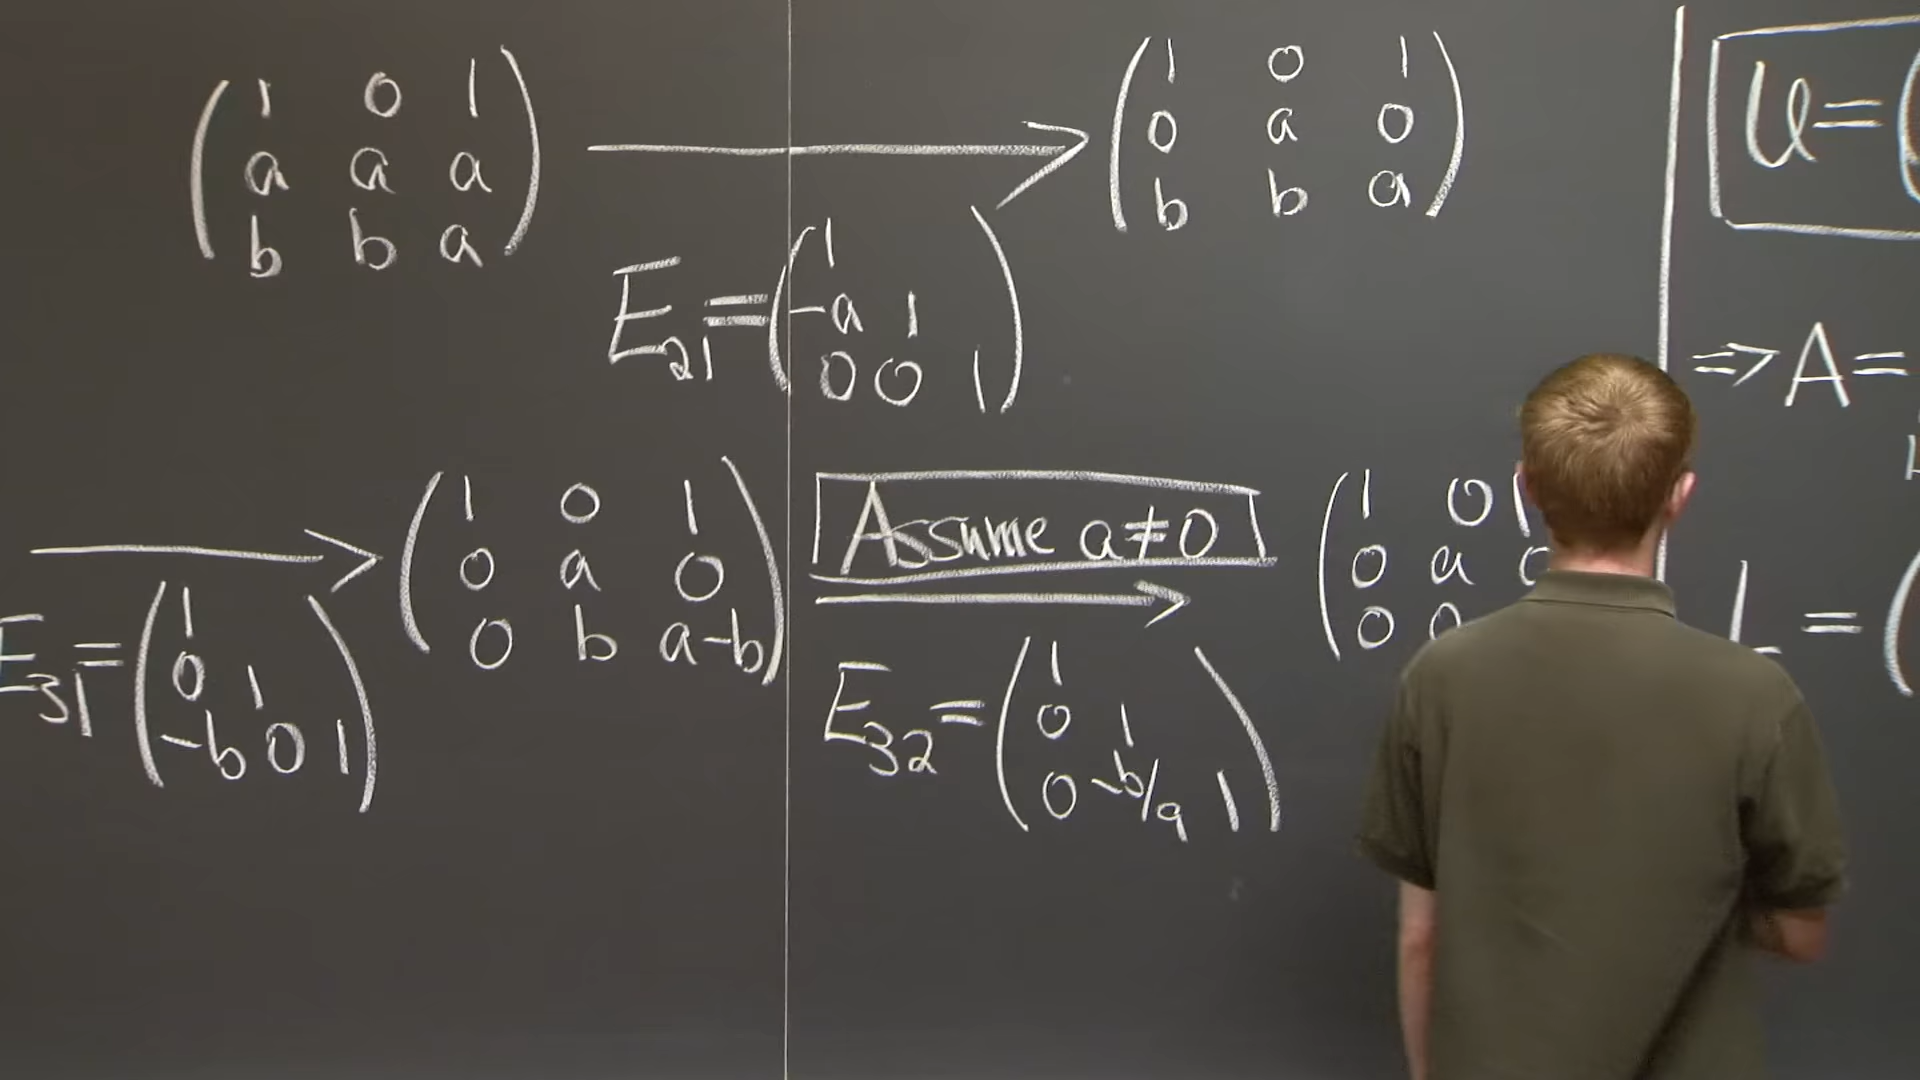 1 0 1
a a a
b b a
E21 = 1
-a 1
0 0 1
1 0 1
0 a 0
b b a
U =
=> A =
E31 = 1
0 1
-b 0 1
1 0 1
0 a 0
0 b a-b
Assume a≠0
E32 = 1
0 1
0 -b/a 1
1 0 1
0 a 0
0 0
L =